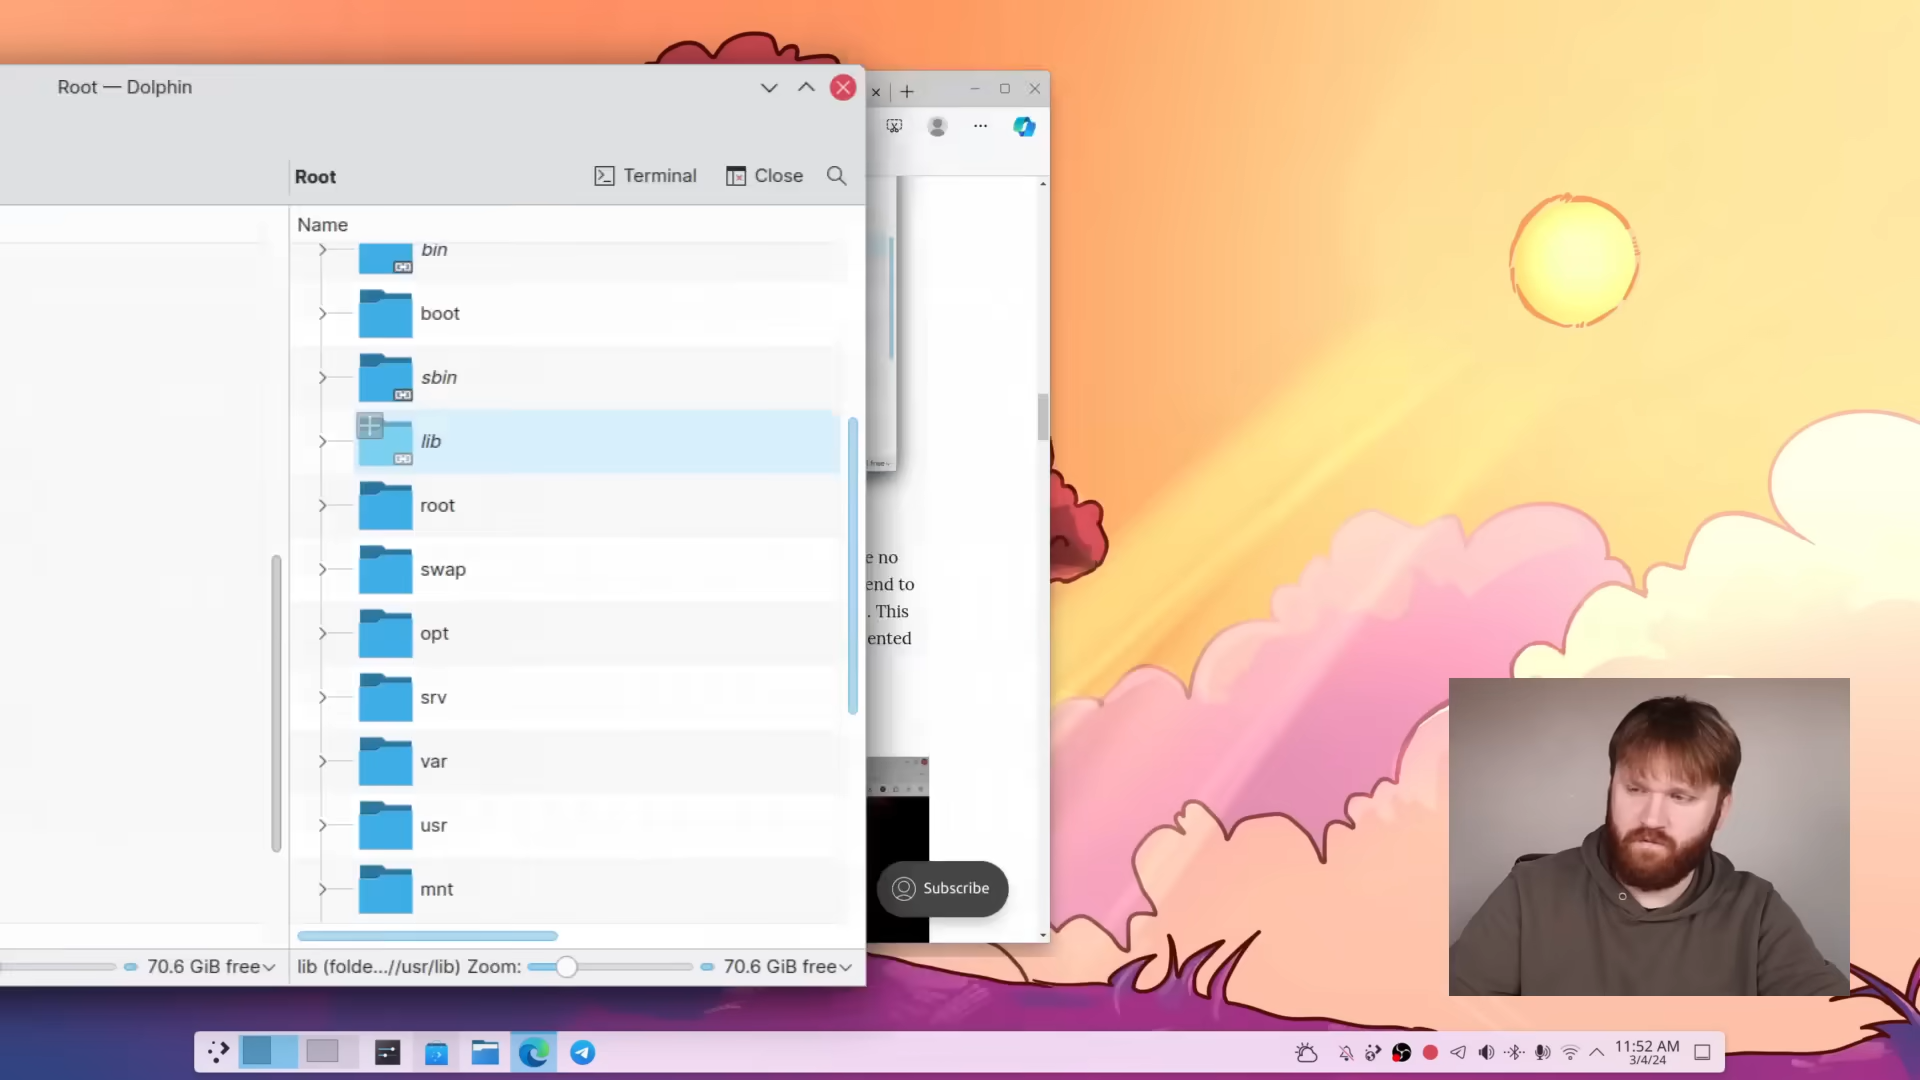 Root — Dolphin
Root
Terminal
Close
Name
bin
boot
sbin
lib
root
swap
opt
srv
var
usr
mnt
70.6 GiB free
lib (folde...//usr/lib) Zoom:
70.6 GiB free
free
e no
end to
. This
ented
Subscribe
11:52 AM
3/4/24